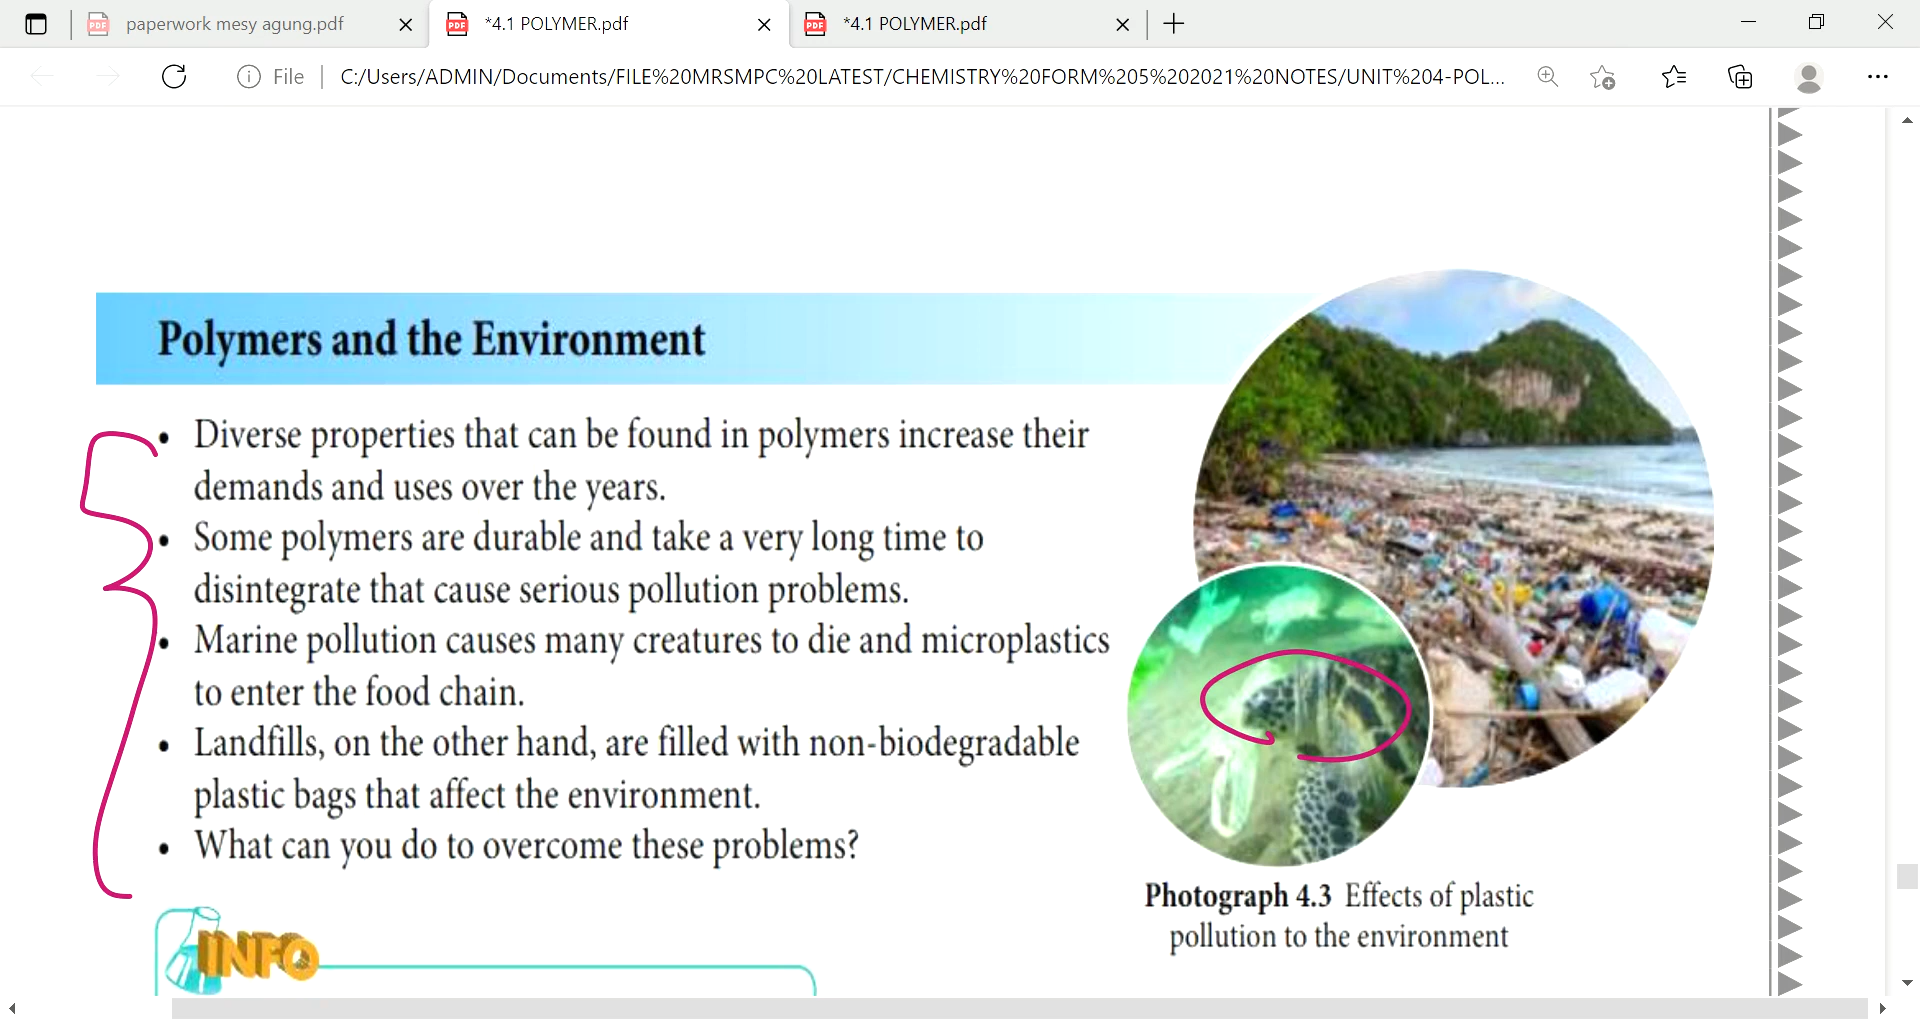 paperwork mesy agung.pdf
*4.1 POLYMER.pdf
*4.1 POLYMER.pdf
File
C:/Users/ADMIN/Documents/FILE%20MRSMPC%20LATEST/CHEMISTRY%20FORM%205%202021%20NOTES/UNIT%204-POL...
Polymers and the Environment
• Diverse properties that can be found in polymers increase their
demands and uses over the years.
• Some polymers are durable and take a very long time to
disintegrate that cause serious pollution problems.
• Marine pollution causes many creatures to die and microplastics
to enter the food chain.
• Landfills, on the other hand, are filled with non-biodegradable
plastic bags that affect the environment.
• What can you do to overcome these problems?
Photograph 4.3 Effects of plastic
pollution to the environment
INFO